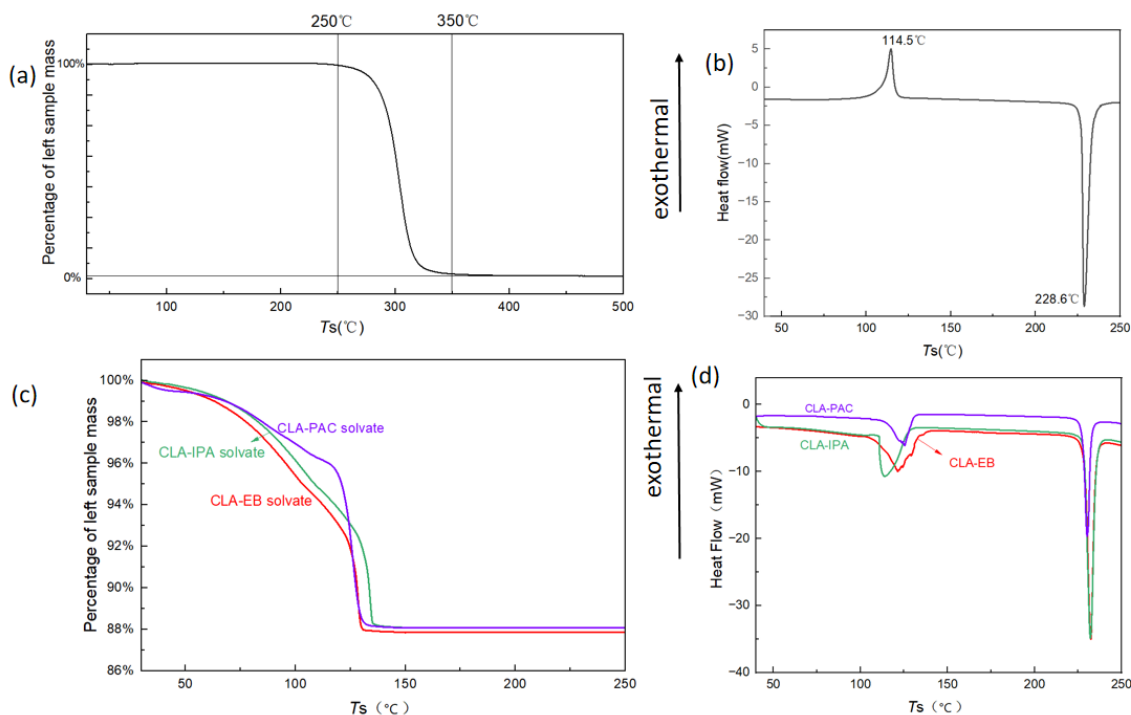 250℃
350℃
(a)
Percentage of left sample mass
100%
0%
100
200
300
400
500
Ts(℃)
exothermal
(b)
114.5℃
Heat flow(mW)
5
0
−5
−10
−15
−20
−25
−30
228.6℃
50
100
150
200
250
Ts(℃)
(c)
Percentage of left sample mass
100%
98%
96%
94%
92%
90%
88%
86%
CLA-PAC solvate
CLA-IPA solvate
CLA-EB solvate
50
100
150
200
250
Ts（℃）
exothermal
(d)
Heat Flow（mW）
0
−10
−20
−30
−40
CLA-PAC
CLA-IPA
CLA-EB
50
100
150
200
250
Ts（℃）